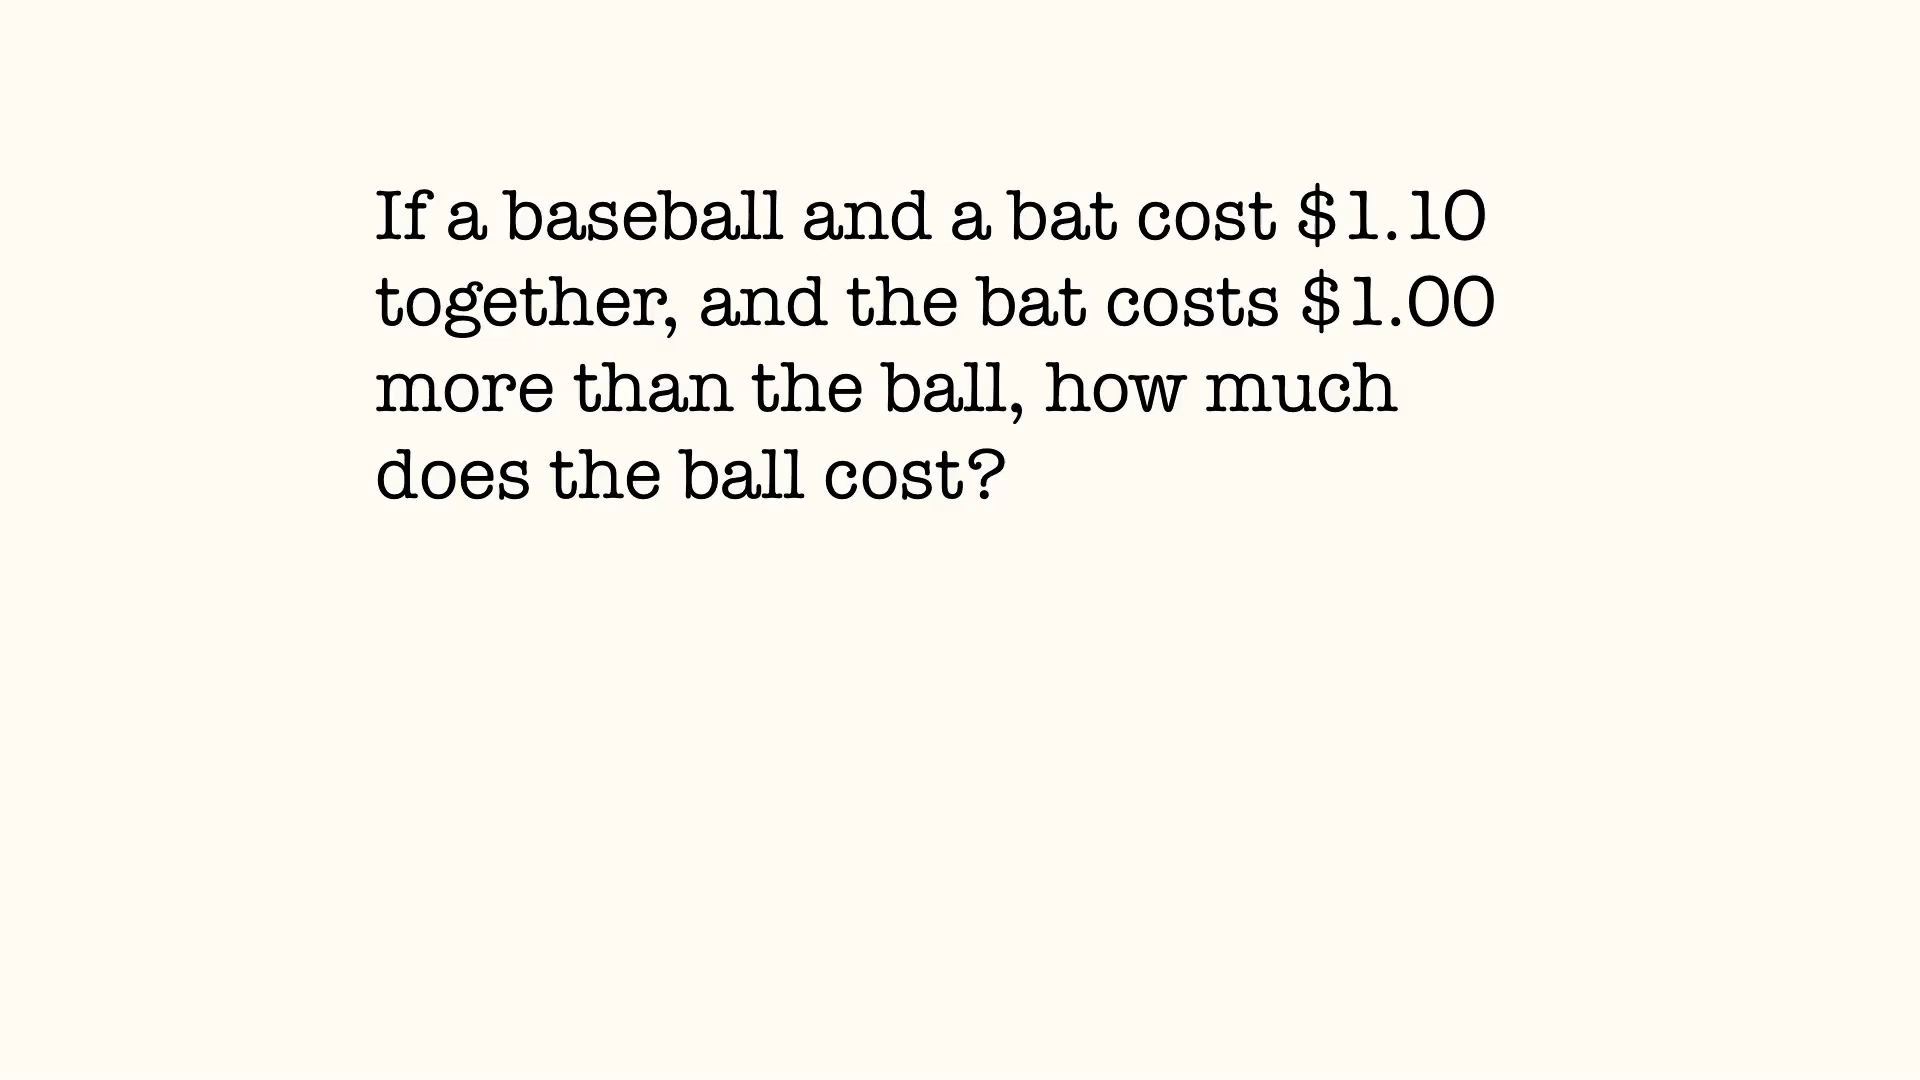 If a baseball and a bat cost $1.10
together, and the bat costs $1.00
more than the ball, how much
does the ball cost?